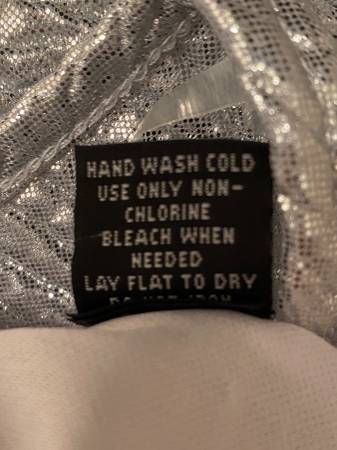 HAND WASH COLD
USE ONLY NON-
CHLORINE
BLEACH WHEN
NEEDED
LAY FLAT TO DRY